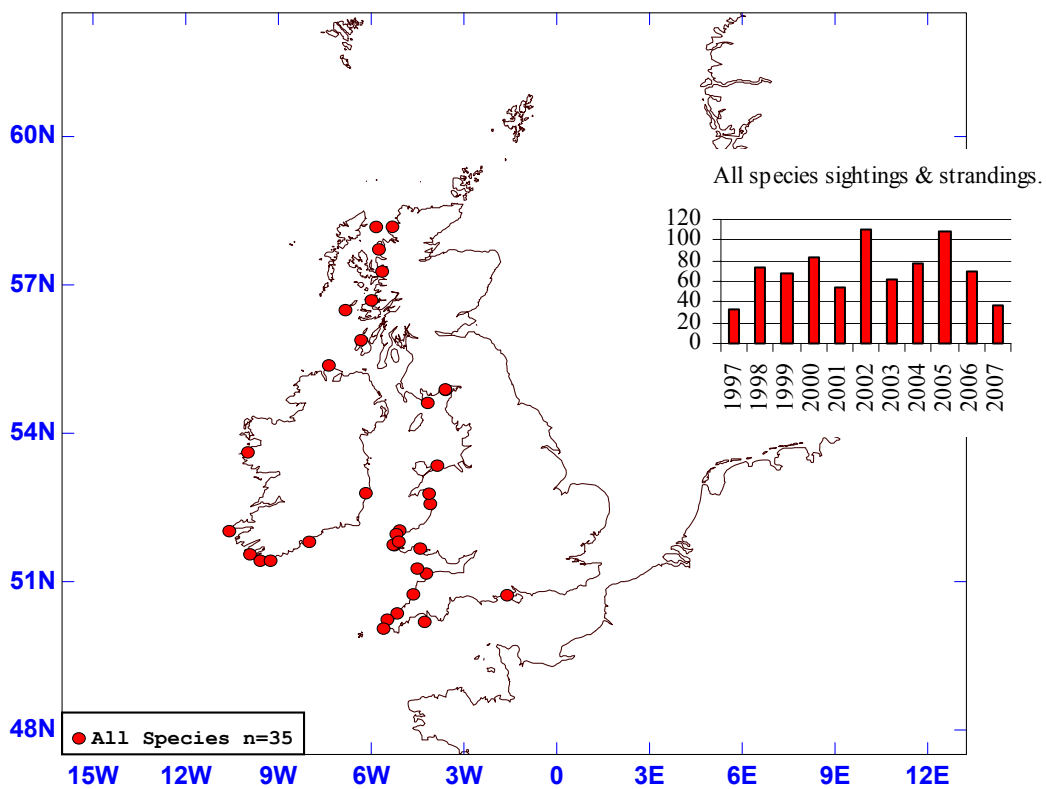 60N
57N
54N
51N
48N
All species sightings & strandings.
120
100
80
60
40
20
0
1997
1998
1999
2000
2001
2002
2003
2004
2005
2006
2007
All Species n=35
15W 12W 9W 6W 3W 0 3E 6E 9E 12E